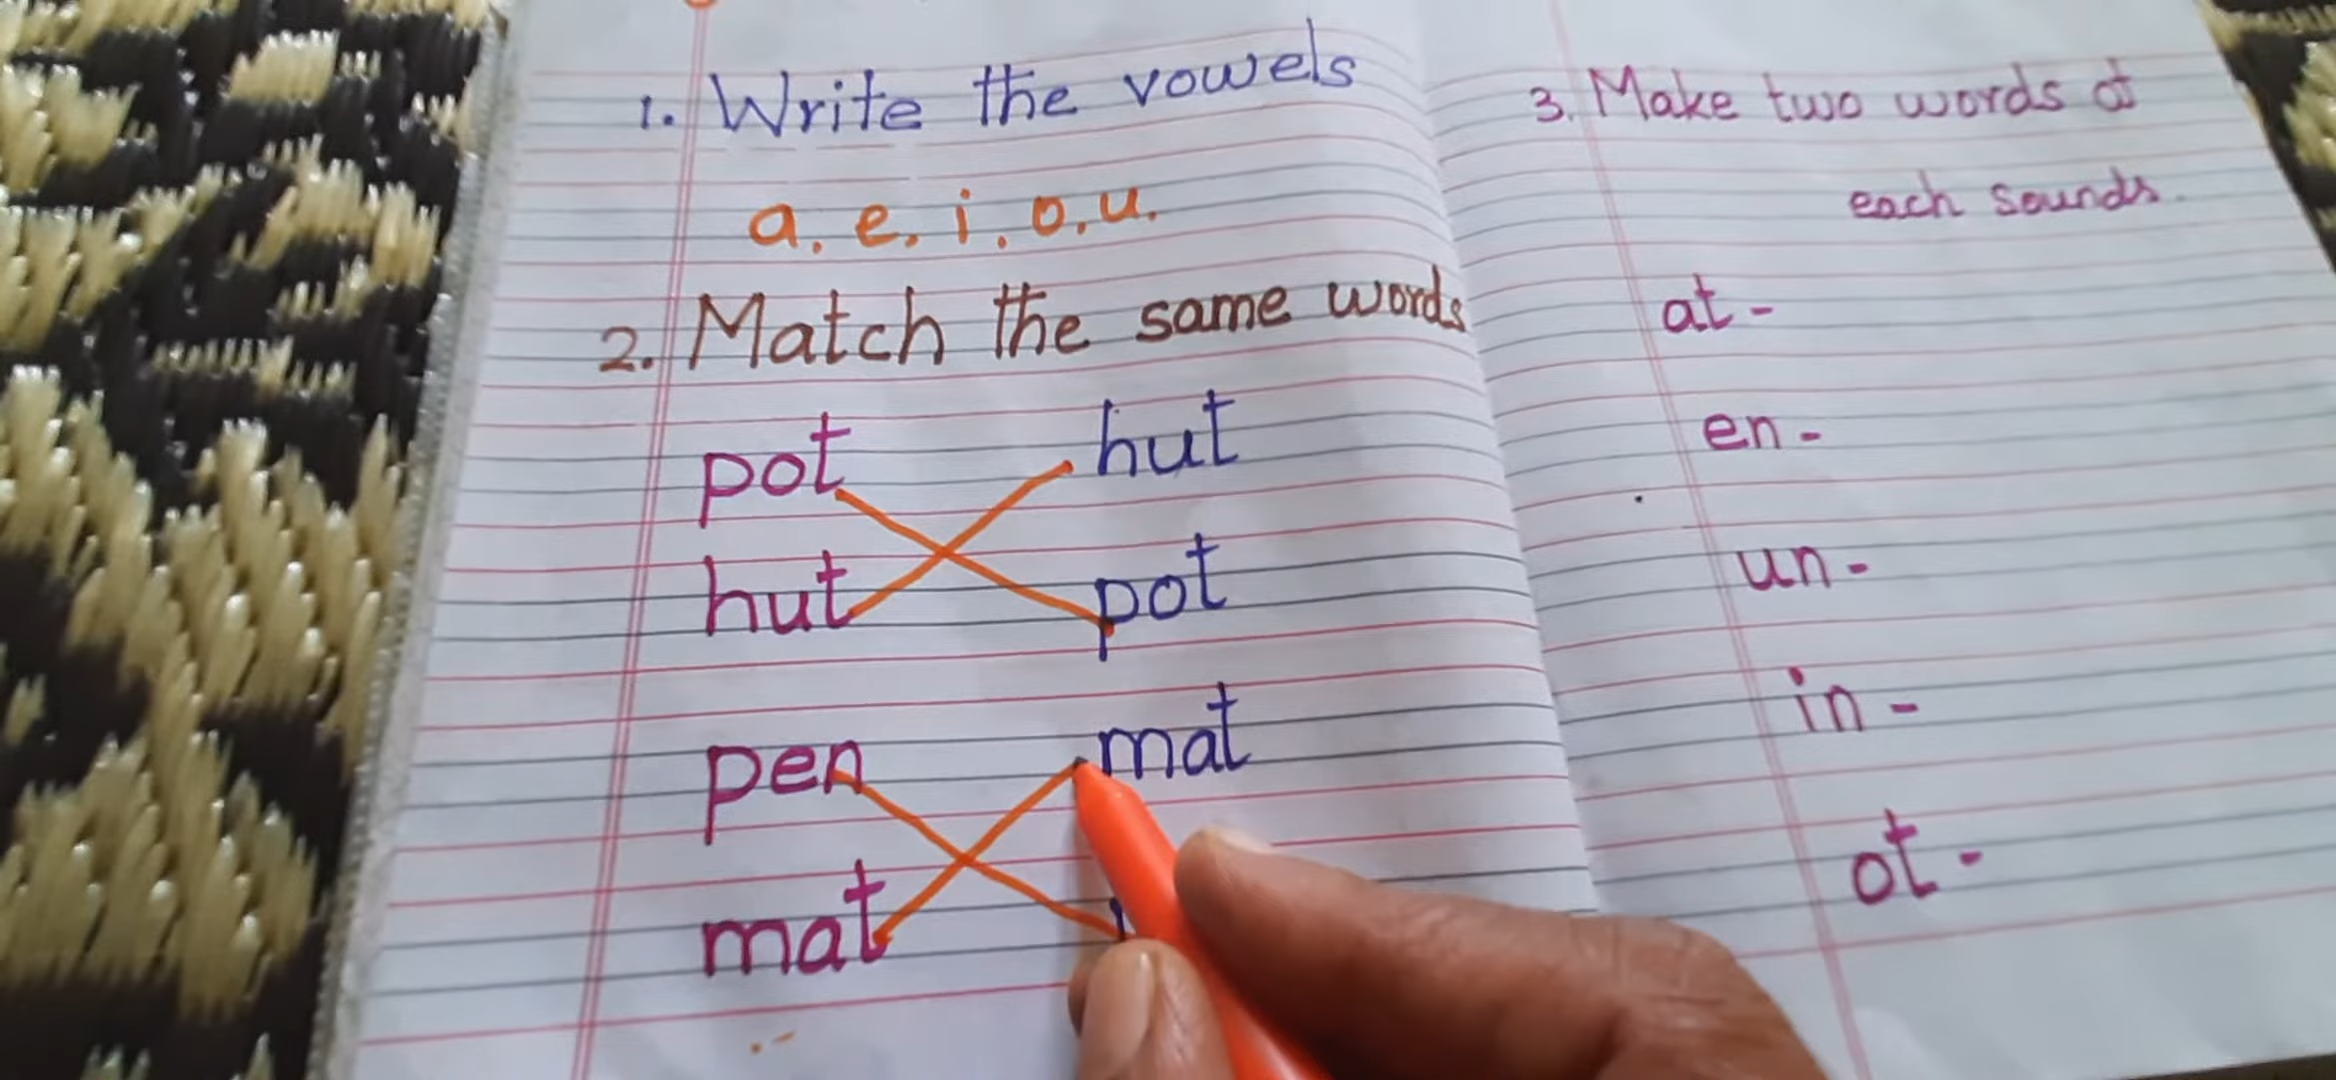 1. Write the vowels
a. e. i. o. u.
2. Match the same words
pot hut
hut pot
pen mat
mat
3. Make two words of
each sounds.
at -
en -
un -
in -
ot -